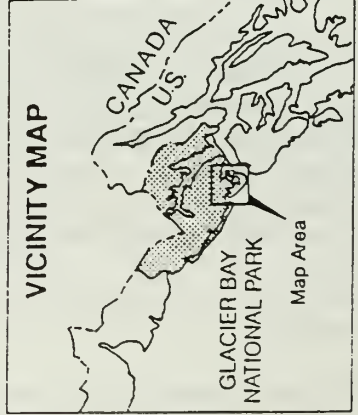 VICINITY MAP
CANADA
U.S.
GLACIER BAY
NATIONAL PARK
Map Area